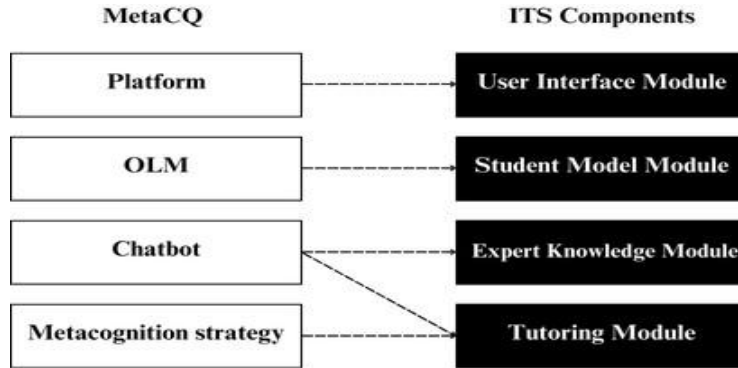 MetaCQ
ITS Components
Platform
User Interface Module
OLM
Student Model Module
Chatbot
Expert Knowledge Module
Metacognition strategy
Tutoring Module